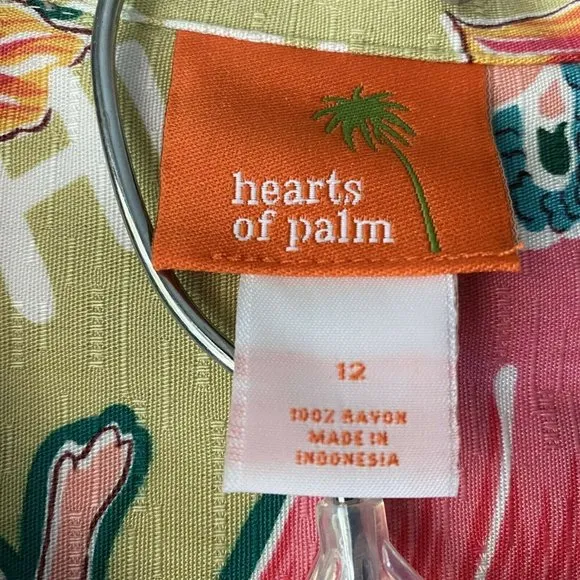 hearts
of palm
12
100% RAYON
MADE IN
INDONESIA